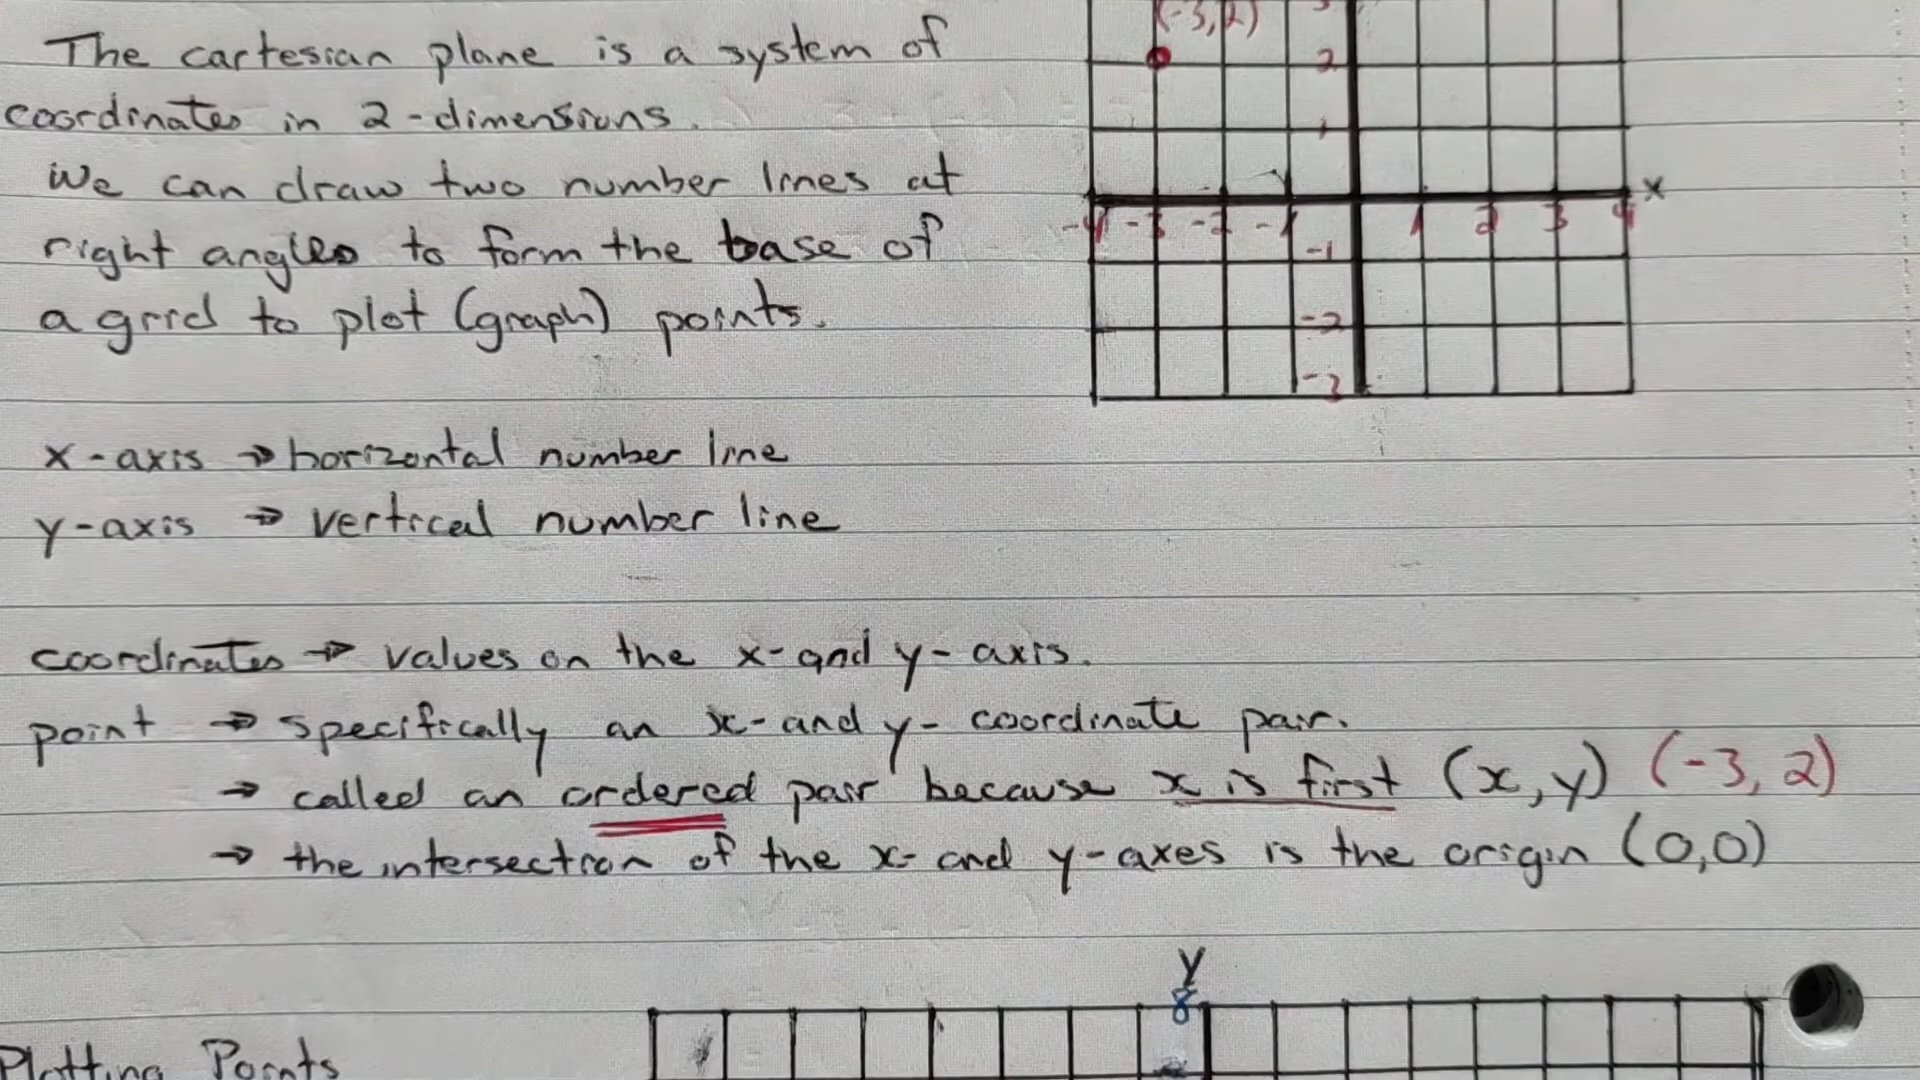 The cartesian plane is a system of
coordinates in 2-dimensions.
We can draw two number lines at
right angles to form the base of
a grid to plot (graph) points.
(-3,2)
3
2
1
x
-4 -3 -2 -1 1 2 3 4
-1
-2
-3
x-axis → horizontal number line
y-axis → vertical number line
coordinates → values on the x-and y-axis.
point → specifically an x-and y-coordinate pair.
→ called an ordered pair because x is first (x,y) (-3,2)
→ the intersection of the x-and y-axes is the origin (0,0)
y
8
Plotting Points